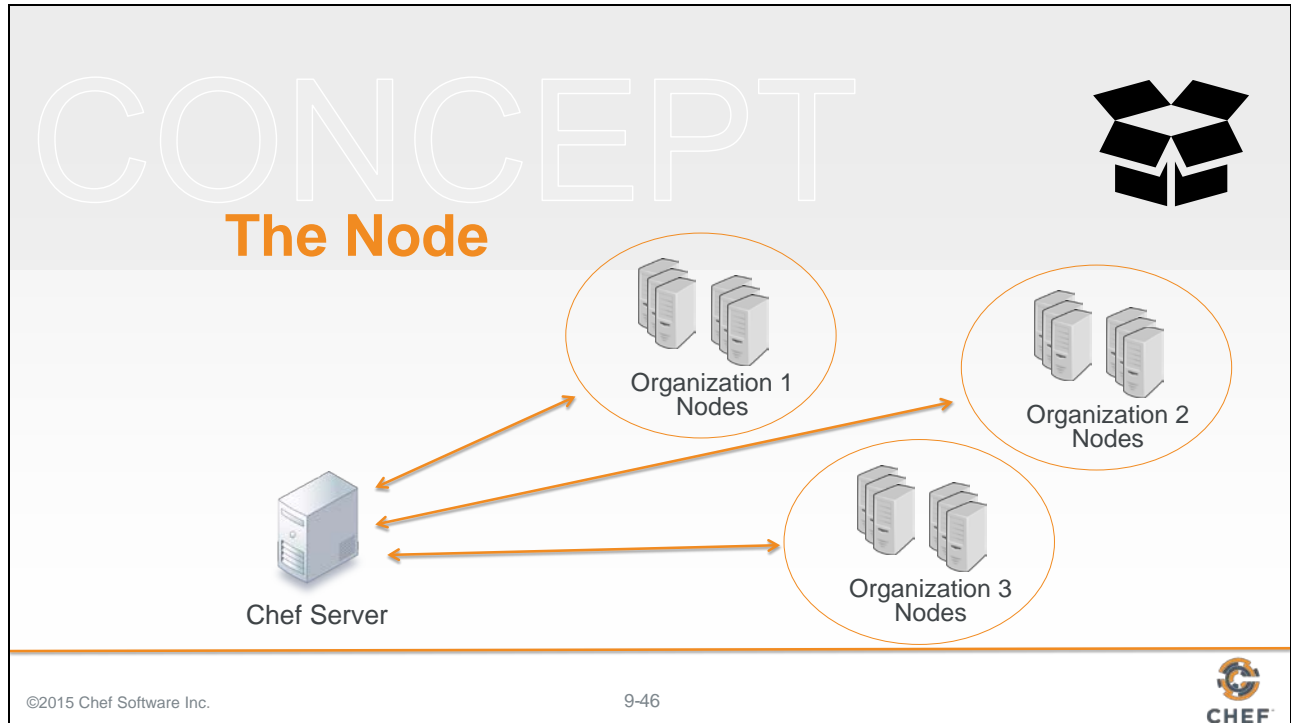 CONCEPT
The Node
Organization 1
Nodes
Organization 2
Nodes
Organization 3
Nodes
Chef Server
©2015 Chef Software Inc.
9-46
CHEF